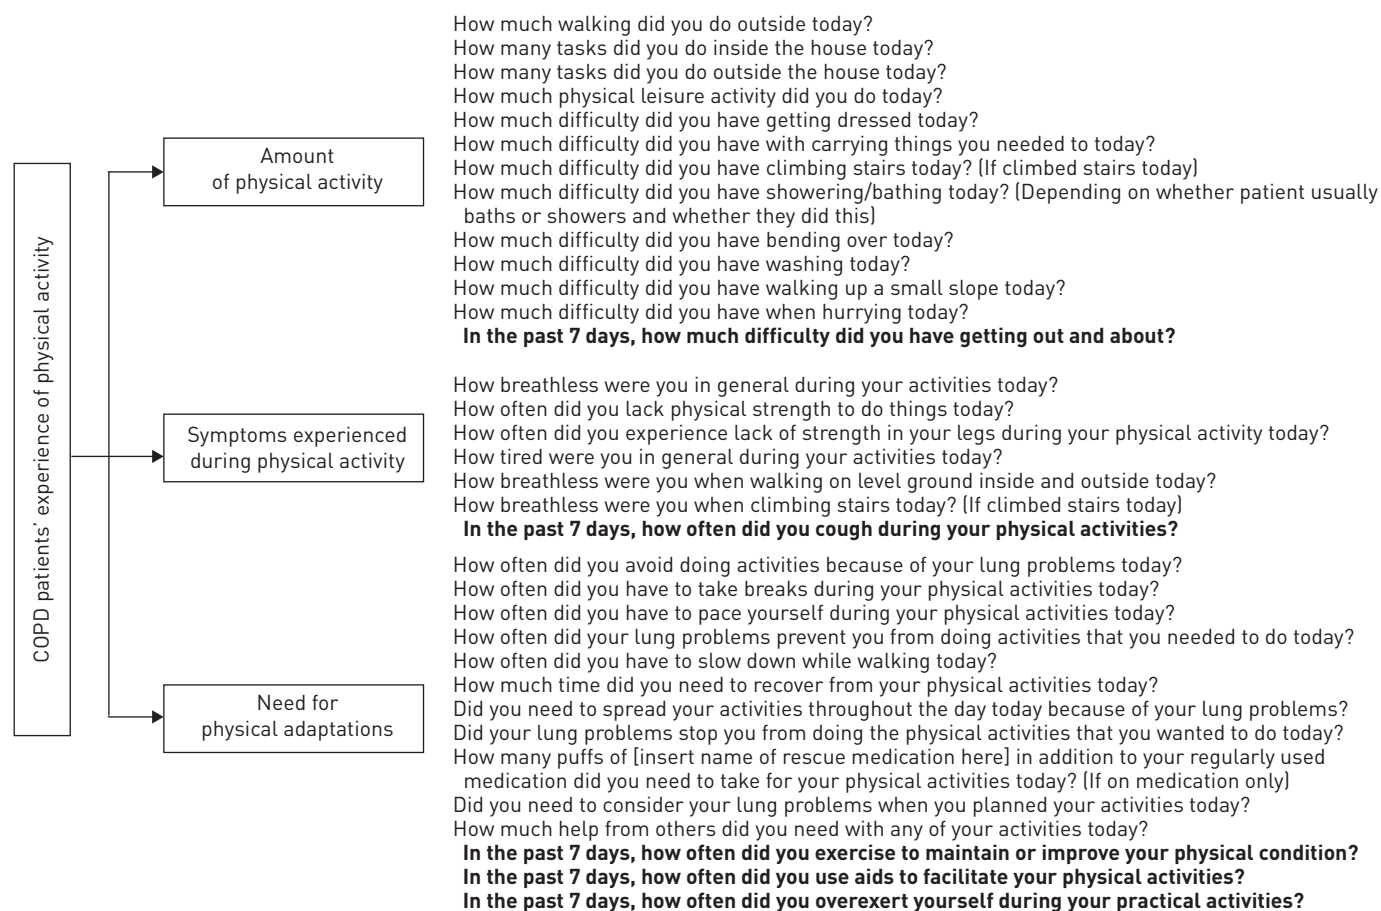 COPD patients' experience of physical activity
Amount
of physical activity
How much walking did you do outside today?
How many tasks did you do inside the house today?
How many tasks did you do outside the house today?
How much physical leisure activity did you do today?
How much difficulty did you have getting dressed today?
How much difficulty did you have with carrying things you needed to today?
How much difficulty did you have climbing stairs today? (If climbed stairs today)
How much difficulty did you have showering/bathing today? (Depending on whether patient usually
baths or showers and whether they did this)
How much difficulty did you have bending over today?
How much difficulty did you have washing today?
How much difficulty did you have walking up a small slope today?
How much difficulty did you have when hurrying today?
In the past 7 days, how much difficulty did you have getting out and about?
Symptoms experienced
during physical activity
How breathless were you in general during your activities today?
How often did you lack physical strength to do things today?
How often did you experience lack of strength in your legs during your physical activity today?
How tired were you in general during your activities today?
How breathless were you when walking on level ground inside and outside today?
How breathless were you when climbing stairs today? (If climbed stairs today)
In the past 7 days, how often did you cough during your physical activities?
Need for
physical adaptations
How often did you avoid doing activities because of your lung problems today?
How often did you have to take breaks during your physical activities today?
How often did you have to pace yourself during your physical activities today?
How often did your lung problems prevent you from doing activities that you needed to do today?
How often did you have to slow down while walking today?
How much time did you need to recover from your physical activities today?
Did you need to spread your activities throughout the day today because of your lung problems?
Did your lung problems stop you from doing the physical activities that you wanted to do today?
How many puffs of [insert name of rescue medication here] in addition to your regularly used
medication did you need to take for your physical activities today? (If on medication only)
Did you need to consider your lung problems when you planned your activities today?
How much help from others did you need with any of your activities today?
In the past 7 days, how often did you exercise to maintain or improve your physical condition?
In the past 7 days, how often did you use aids to facilitate your physical activities?
In the past 7 days, how often did you overexert yourself during your practical activities?